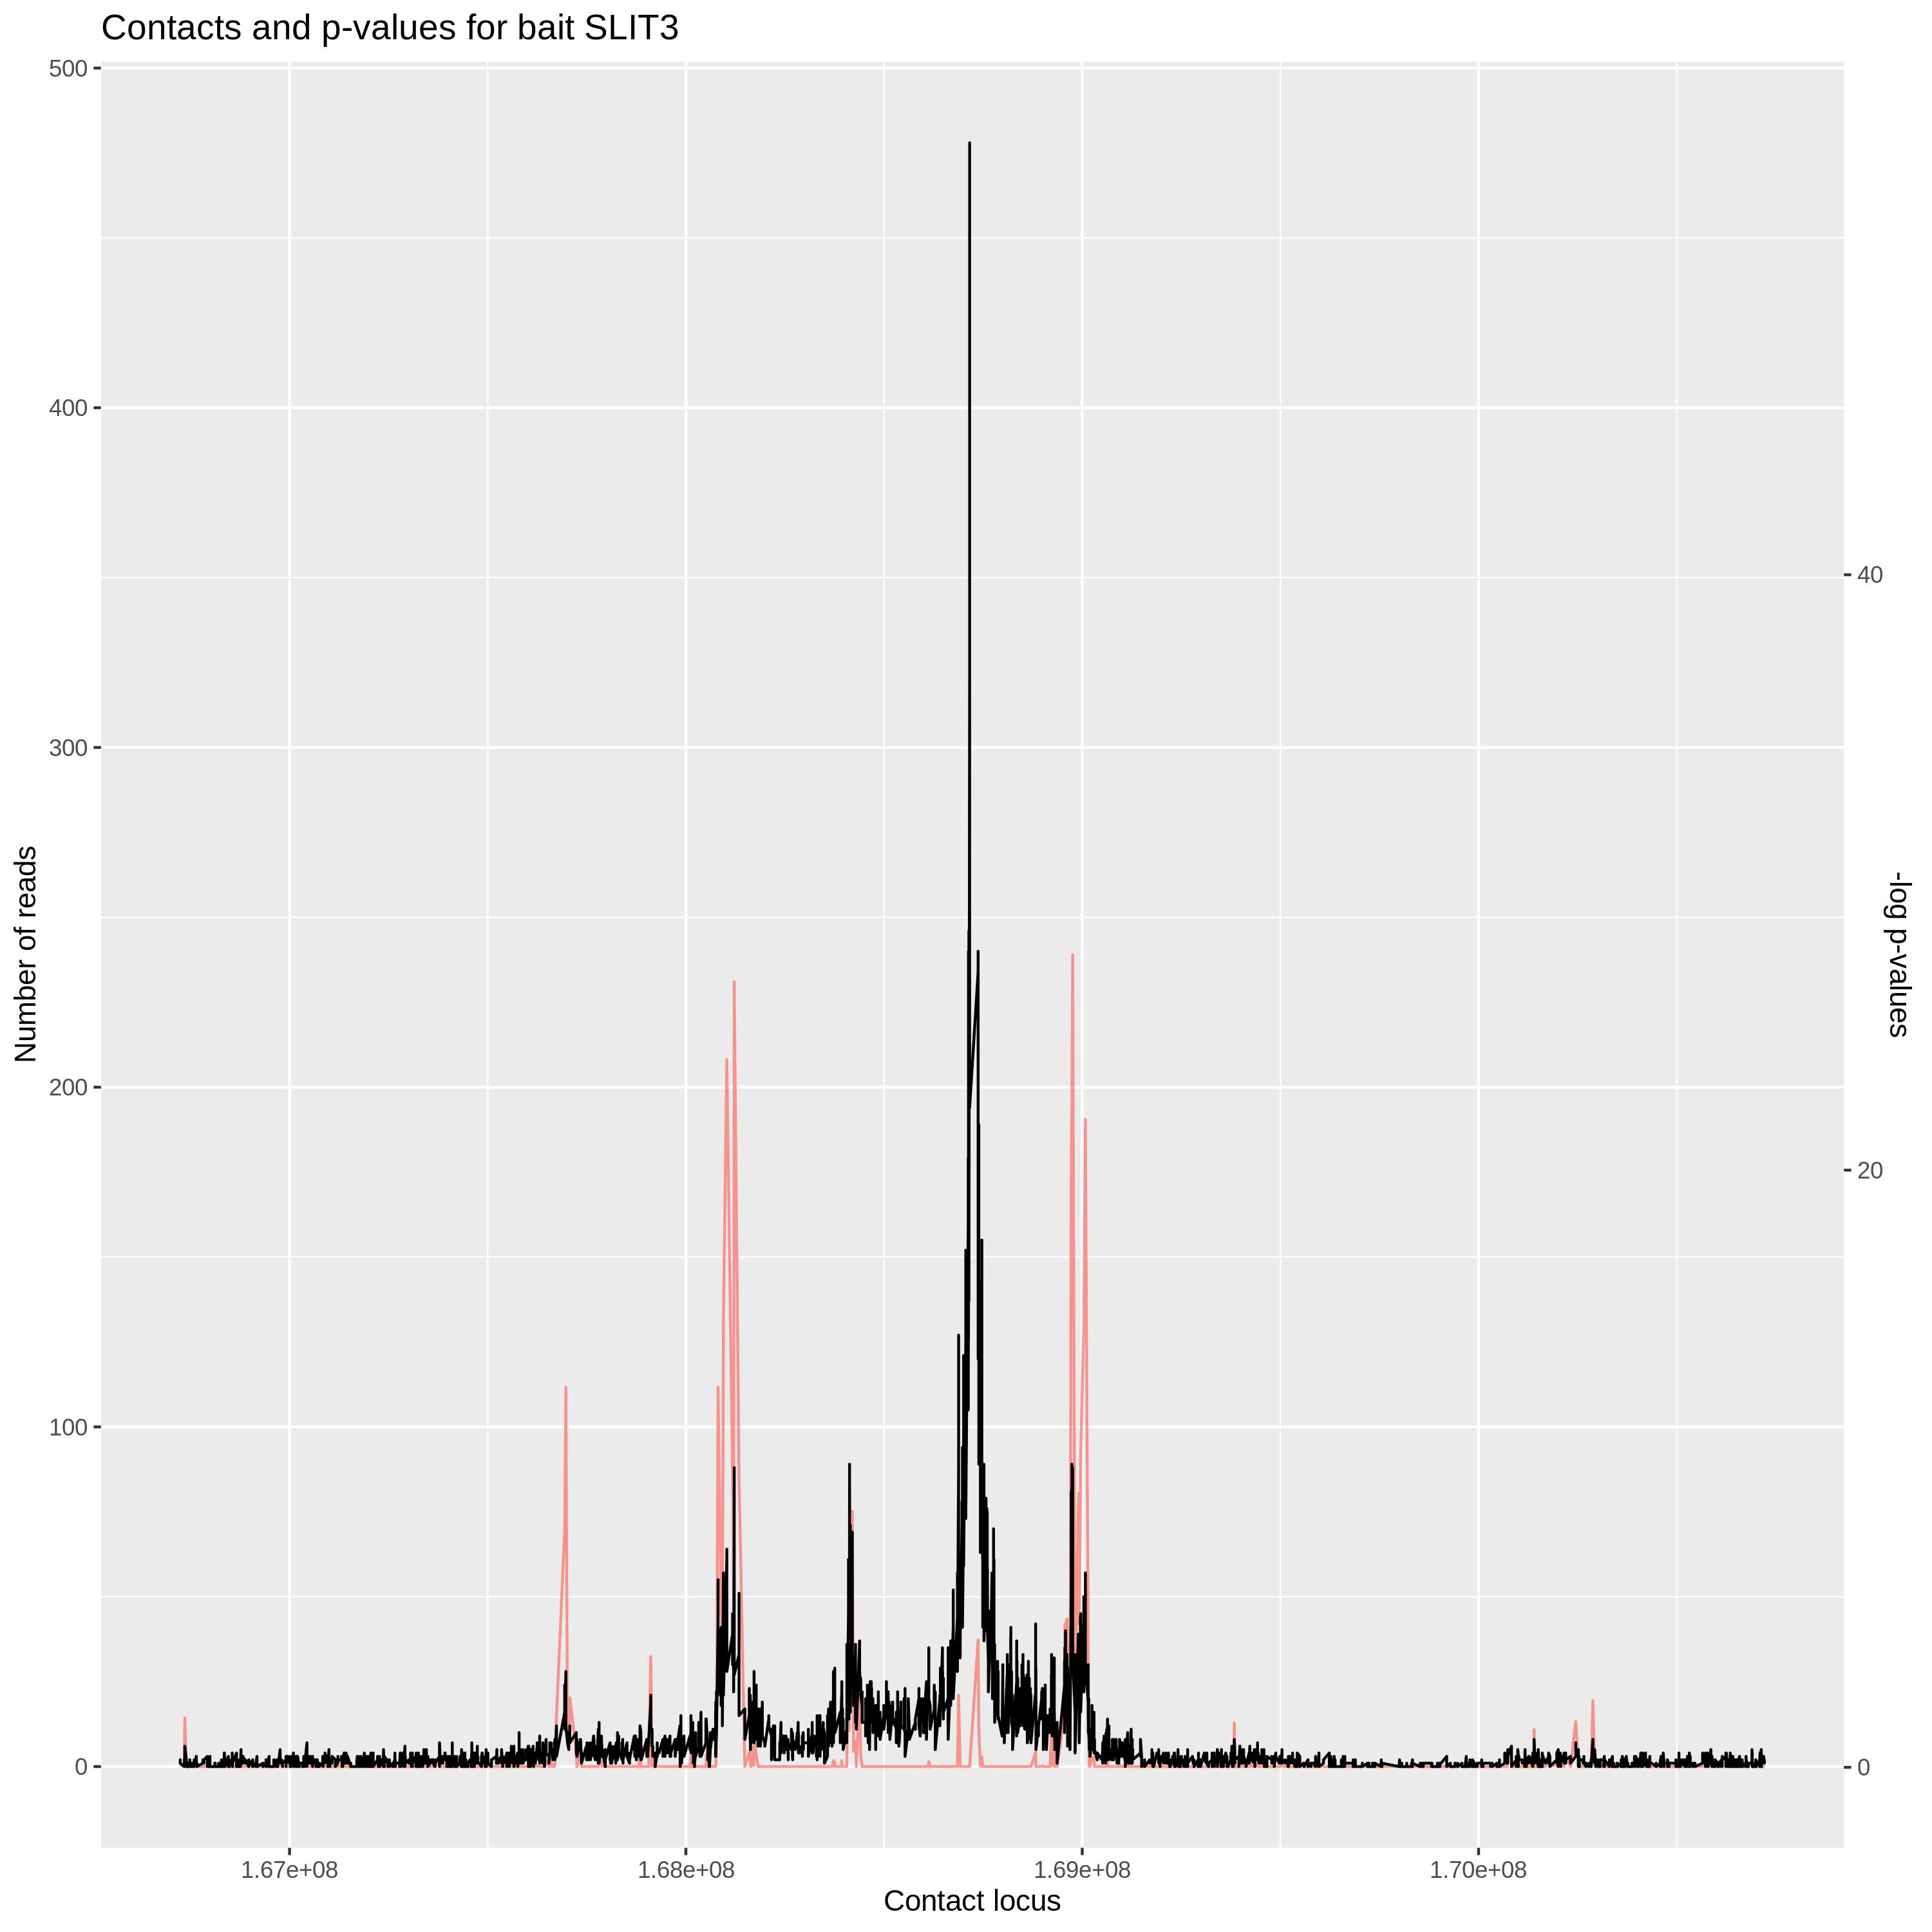 Contacts and p-values for bait SLIT3
500
400
300
200
100
0
Number of reads
40
20
0
-log p-values
1.67e+08
1.68e+08
1.69e+08
1.70e+08
Contact locus